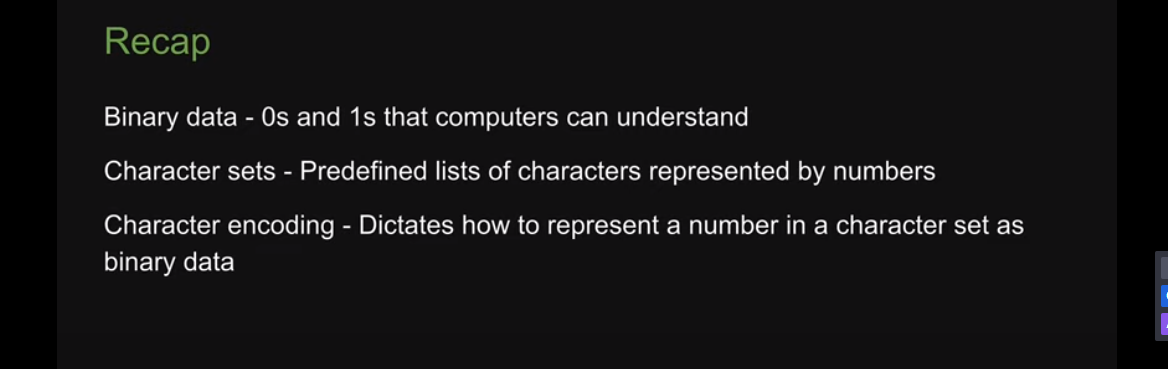 Recap
Binary data - 0s and 1s that computers can understand
Character sets - Predefined lists of characters represented by numbers
Character encoding - Dictates how to represent a number in a character set as
binary data